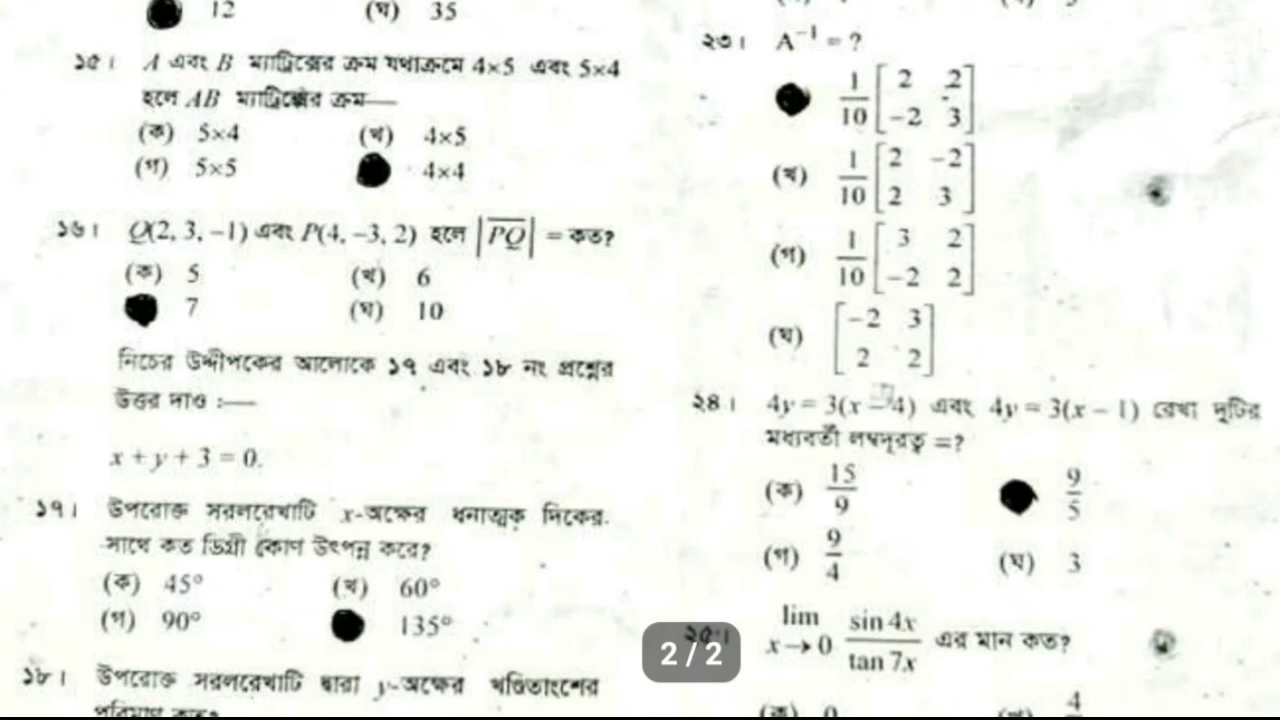 12 (ঘ) 35
১৫। A এবং B ম্যাট্রিক্সের ক্রম যথাক্রমে 4×5 এবং 5×4
হলে AB ম্যাট্রিক্সের ক্রম—
(ক) 5×4 (খ) 4×5
(গ) 5×5 4×4
১৬। Q(2, 3, −1) এবং P(4, −3, 2) হলে |PQ| = কত?
(ক) 5 (খ) 6
7 (ঘ) 10
নিচের উদ্দীপকের আলোকে ১৭ এবং ১৮ নং প্রশ্নের
উত্তর দাও :—
x + y + 3 = 0.
১৭। উপরোক্ত সরলরেখাটি x-অক্ষের ধনাত্মক দিকের
সাথে কত ডিগ্রী কোণ উৎপন্ন করে?
(ক) 45° (খ) 60°
(গ) 90° 135°
১৮। উপরোক্ত সরলরেখাটি দ্বারা y-অক্ষের খণ্ডিতাংশের
পরিমাণ কত?
২৩। A⁻¹ = ?
1/10 [2 2
−2 3]
(খ) 1/10 [2 −2
2 3]
(গ) 1/10 [3 2
−2 2]
(ঘ) [−2 3
2 2]
২৪। 4y = 3(x − 4) এবং 4y = 3(x − 1) রেখা দুটির
মধ্যবর্তী লম্বদূরত্ব =?
(ক) 15/9 9/5
(গ) 9/4 (ঘ) 3
২৫। lim x→0 sin 4x / tan 7x এর মান কত?
(ক) 0 (খ) 4
2 / 2